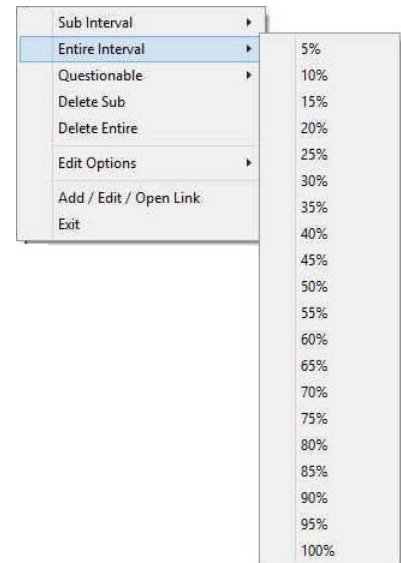 Sub Interval
Entire Interval
Questionable
Delete Sub
Delete Entire
Edit Options
Add / Edit / Open Link
Exit
5%
10%
15%
20%
25%
30%
35%
40%
45%
50%
55%
60%
65%
70%
75%
80%
85%
90%
95%
100%